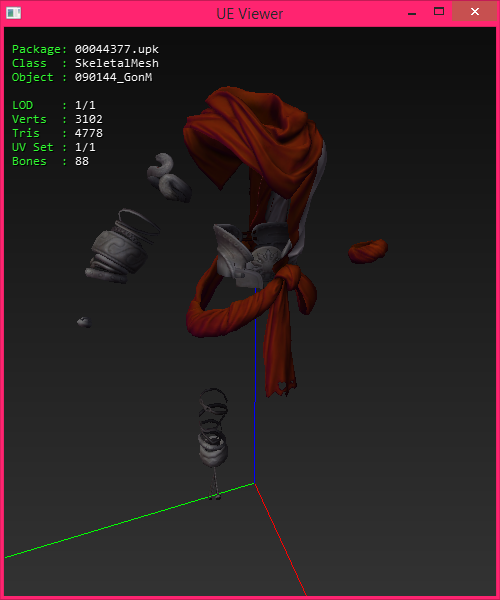 UE Viewer
Package: 00044377.upk
Class : SkeletalMesh
Object : 090144_GonM
LOD : 1/1
Verts : 3102
Tris : 4778
UV Set : 1/1
Bones : 88